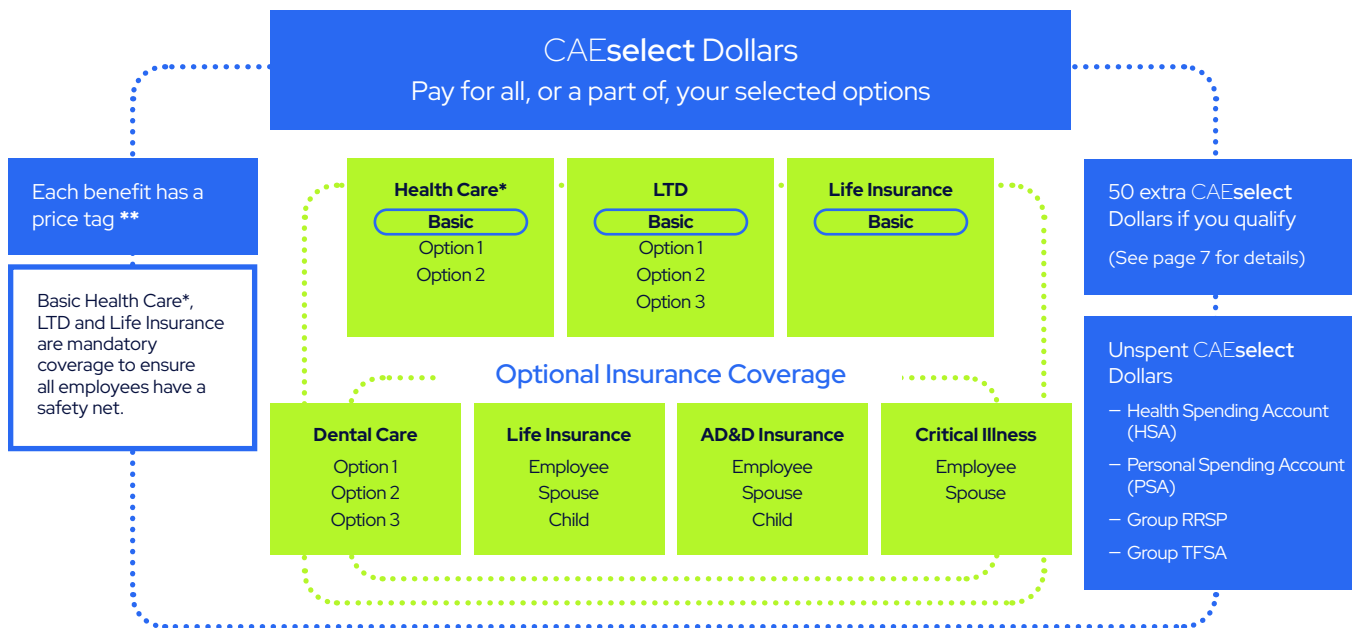 CAEselect Dollars
Pay for all, or a part of, your selected options
Each benefit has a
price tag **
Basic Health Care*,
LTD and Life Insurance
are mandatory
coverage to ensure
all employees have a
safety net.
Health Care*
Basic
Option 1
Option 2
LTD
Basic
Option 1
Option 2
Option 3
Life Insurance
Basic
Optional Insurance Coverage
Dental Care
Option 1
Option 2
Option 3
Life Insurance
Employee
Spouse
Child
AD&D Insurance
Employee
Spouse
Child
Critical Illness
Employee
Spouse
50 extra CAEselect
Dollars if you qualify
(See page 7 for details)
Unspent CAEselect
Dollars
– Health Spending Account
(HSA)
– Personal Spending Account
(PSA)
– Group RRSP
– Group TFSA